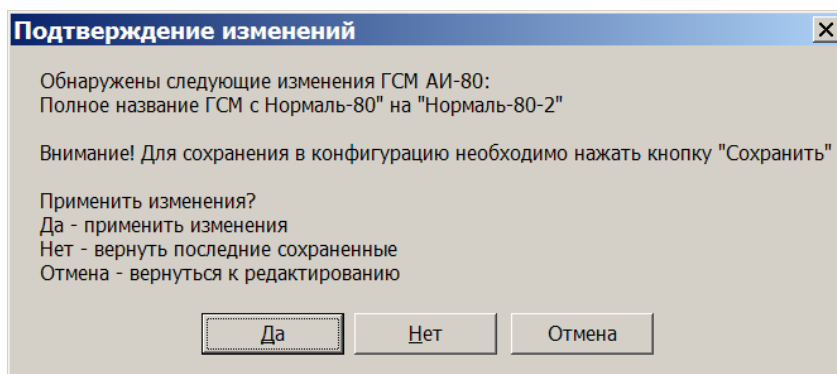 Подтверждение изменений
Обнаружены следующие изменения ГСМ АИ-80:
Полное название ГСМ с Нормаль-80" на "Нормаль-80-2"
Внимание! Для сохранения в конфигурацию необходимо нажать кнопку "Сохранить"
Применить изменения?
Да - применить изменения
Нет - вернуть последние сохраненные
Отмена - вернуться к редактированию
Да Нет Отмена